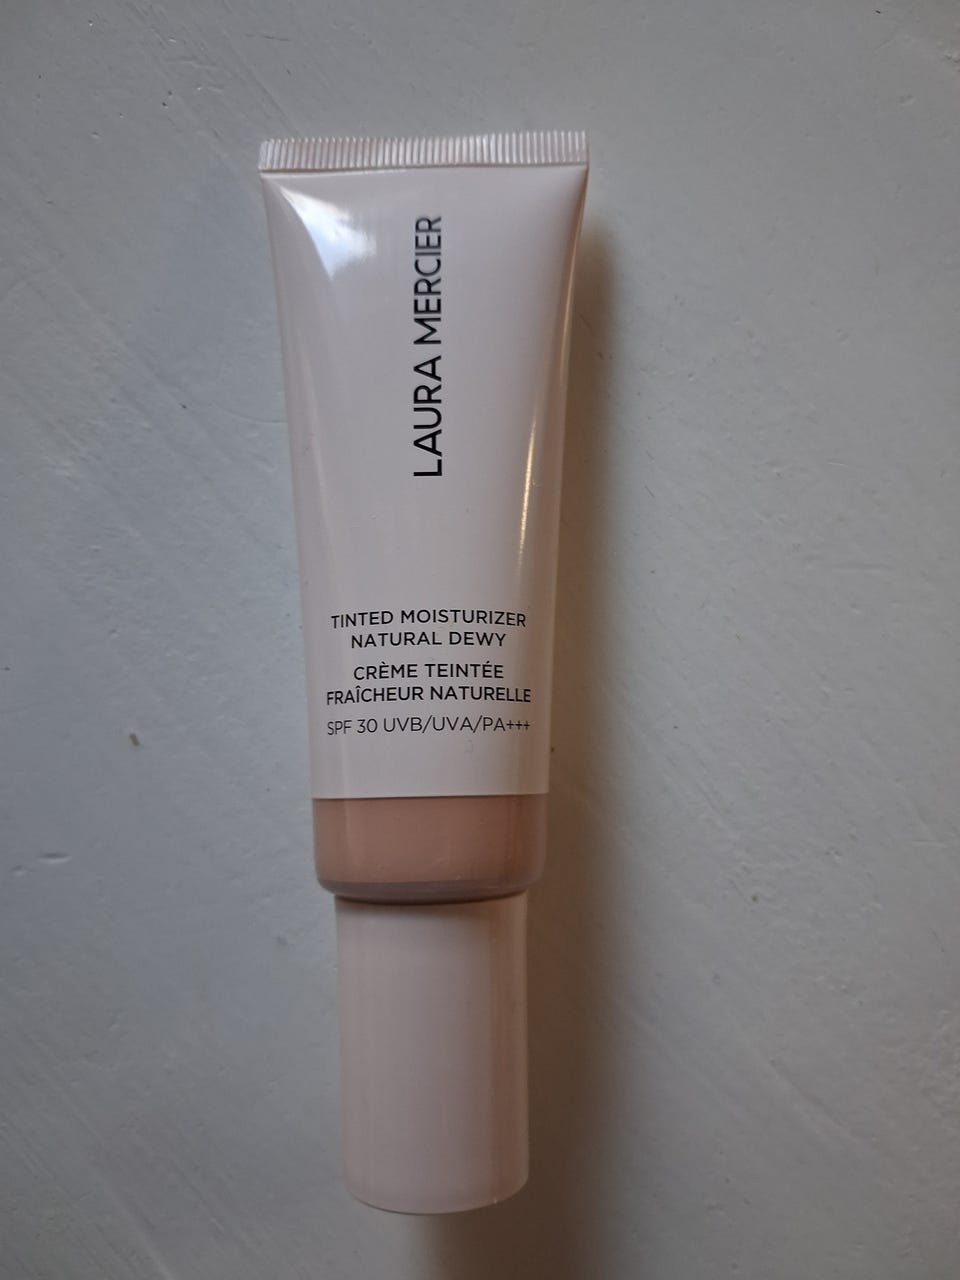 LAURA MERCIER
TINTED MOISTURIZER
NATURAL DEWY
CRÈME TEINTÉE
FRAÎCHEUR NATURELLE
SPF 30 UVB/UVA/PA+++